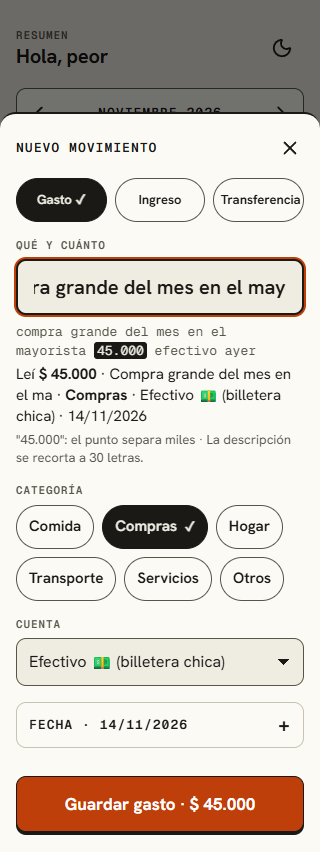 RESUMEN
Hola, peor
NOVIEMBRE 2026
NUEVO MOVIMIENTO
Gasto ✓
Ingreso
Transferencia
QUÉ Y CUÁNTO
ra grande del mes en el may
compra grande del mes en el
mayorista 45.000 efectivo ayer
Leí $ 45.000 · Compra grande del mes en
el ma · Compras · Efectivo 💵 (billetera
chica) · 14/11/2026
"45.000": el punto separa miles · La descripción
se recorta a 30 letras.
CATEGORÍA
Comida
Compras ✓
Hogar
Transporte
Servicios
Otros
CUENTA
Efectivo 💵 (billetera chica)
FECHA · 14/11/2026 +
Guardar gasto · $ 45.000